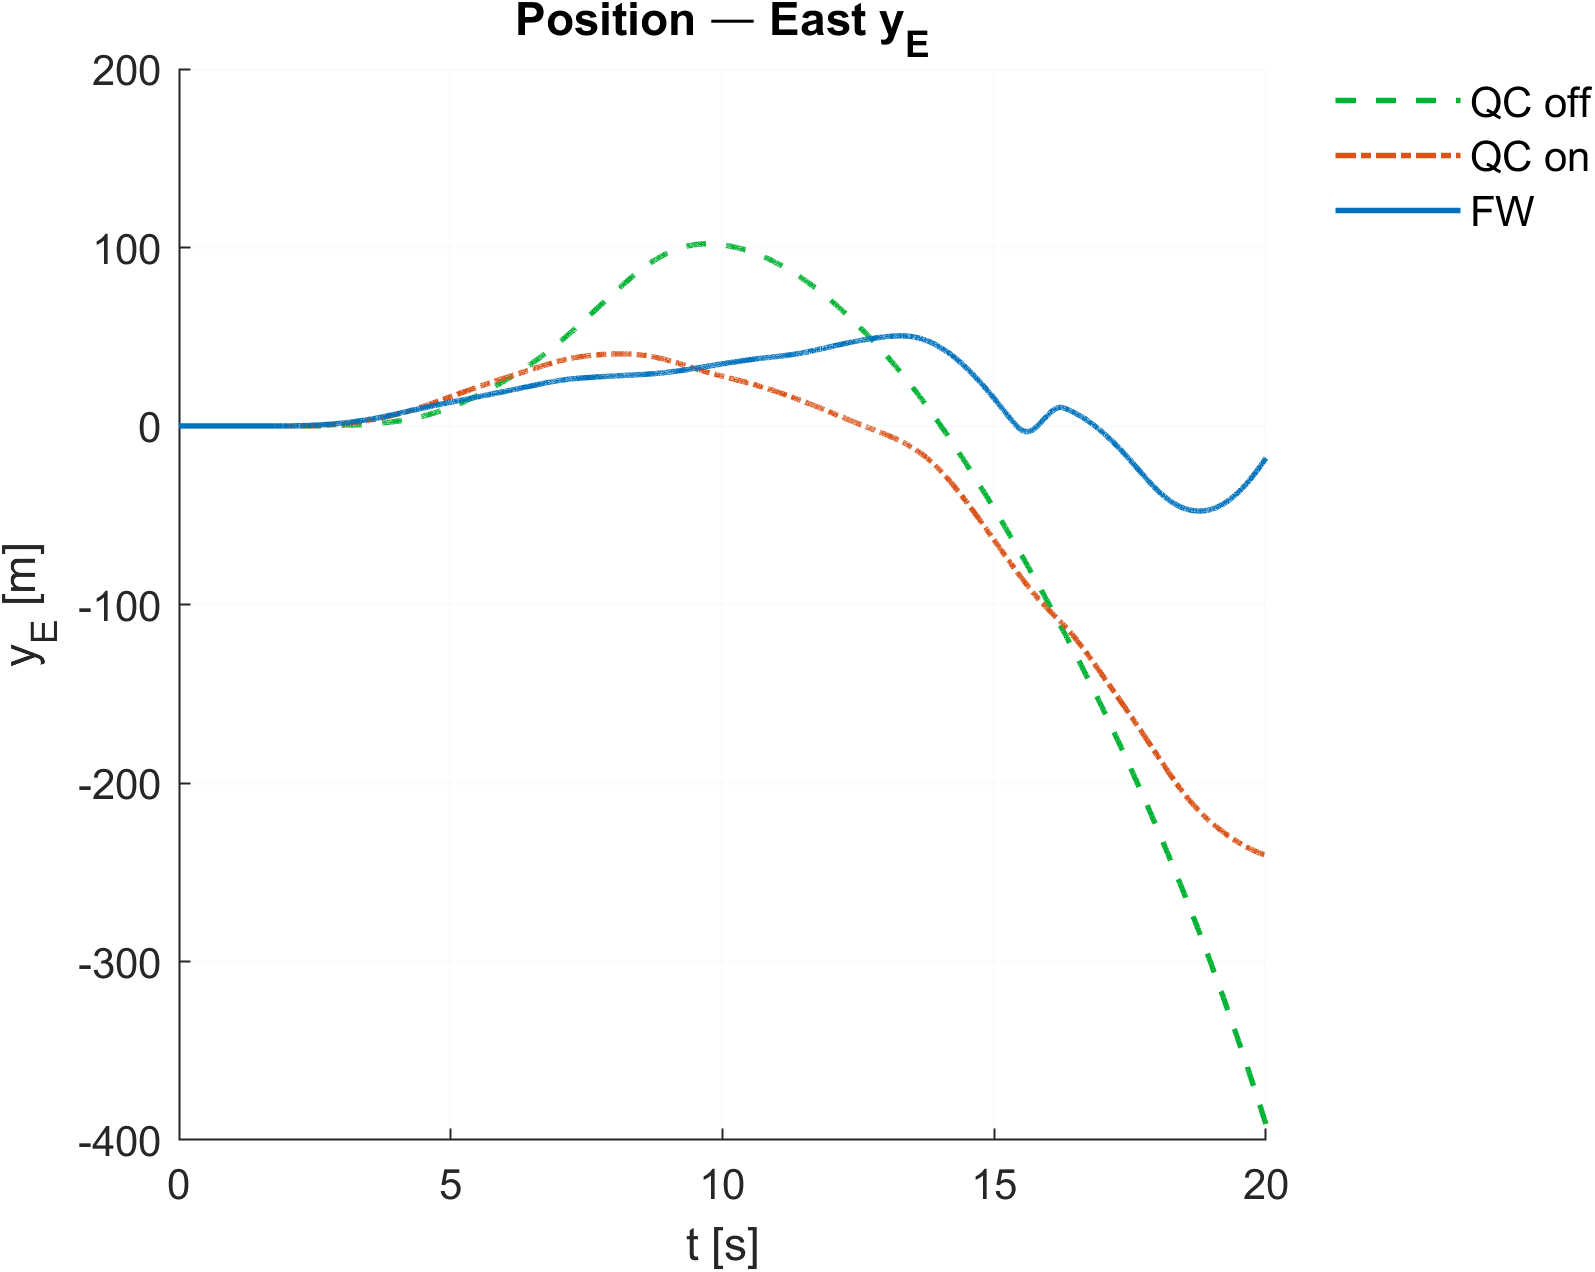 Position — East y_E
200
100
0
-100
-200
-300
-400
y_E [m]
0 5 10 15 20
t [s]
QC off
QC on
FW